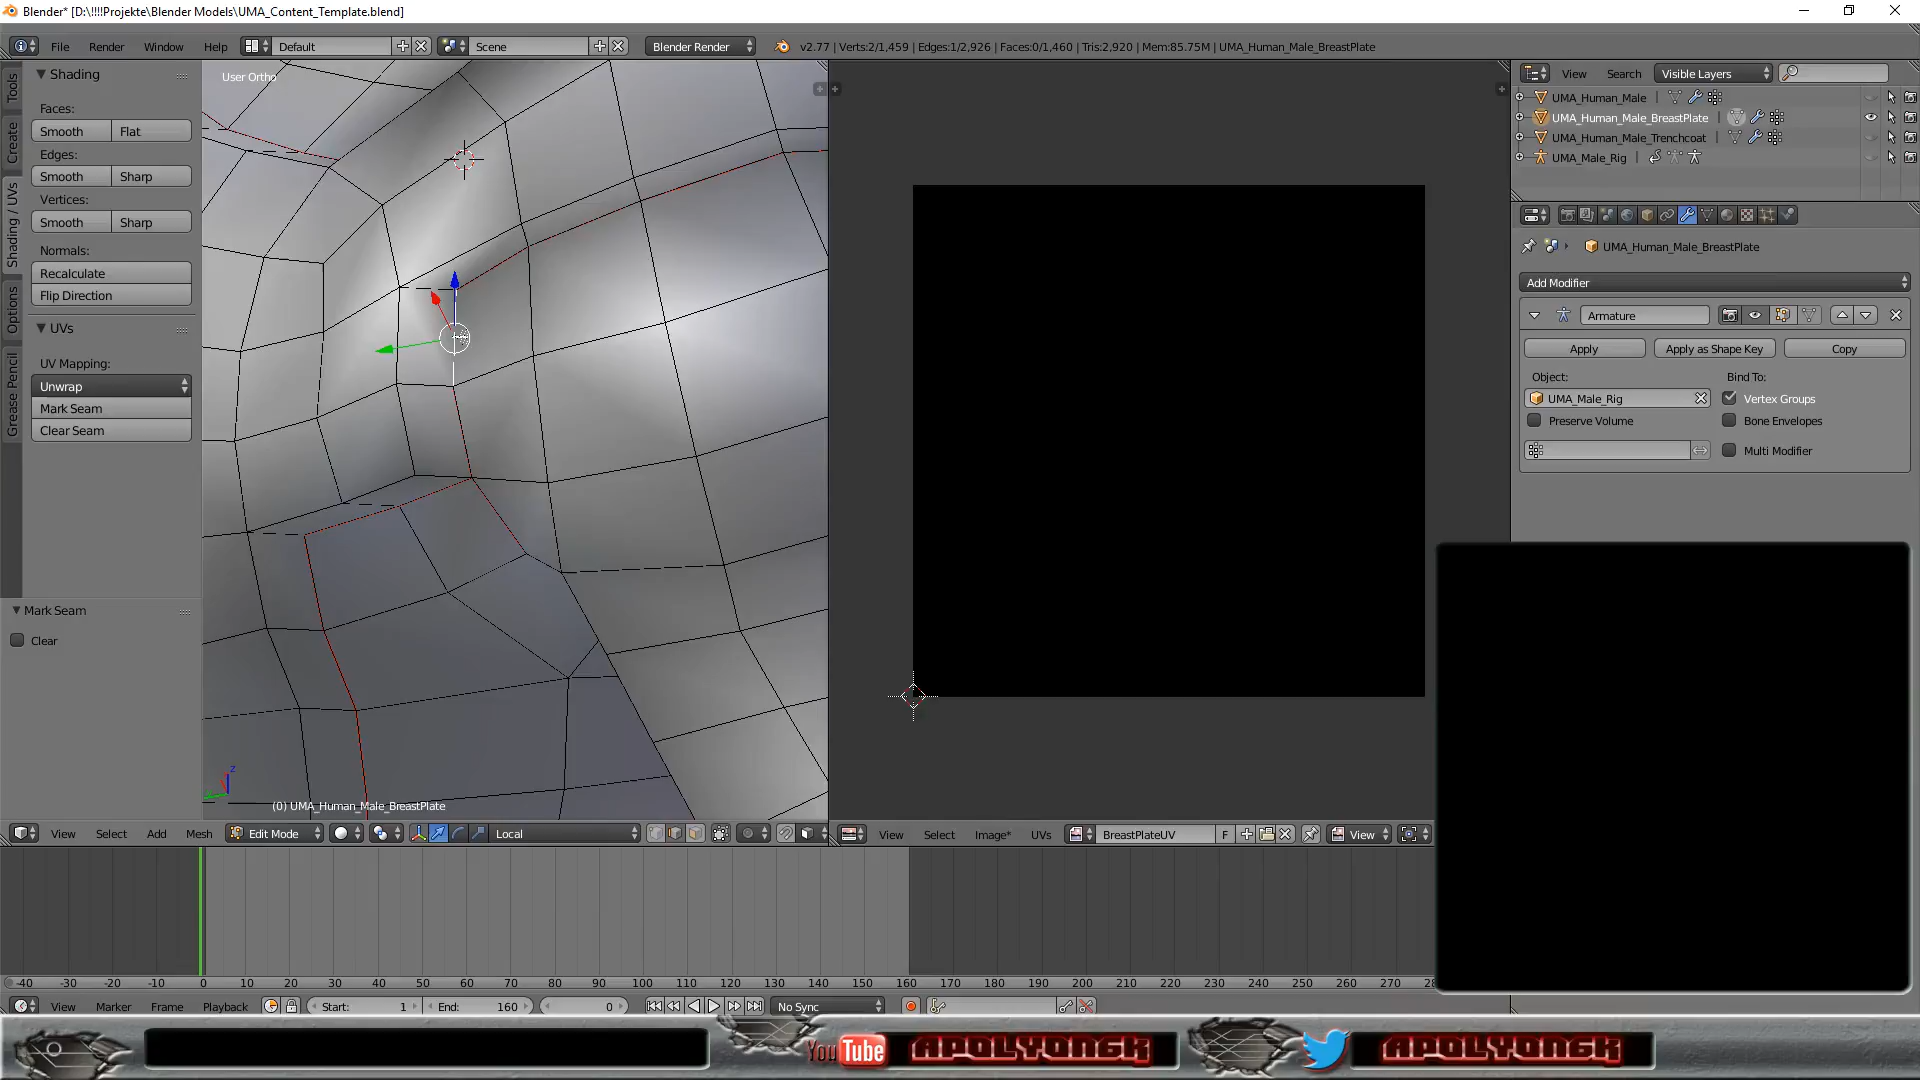 Blender* [D:\!!!!Projekte\Blender Models\UMA_Content_Template.blend]
File Render Window Help Default Scene Blender Render v2.77 | Verts:2/1,459 | Edges:1/2,926 | Faces:0/1,460 | Tris:2,920 | Mem:85.75M | UMA_Human_Male_BreastPlate
Tools
Create
Shading / UVs
Options
Grease Pencil
Shading
Faces:
Smooth Flat
Edges:
Smooth Sharp
Vertices:
Smooth Sharp
Normals:
Recalculate
Flip Direction
UVs
UV Mapping:
Unwrap
Mark Seam
Clear Seam
Mark Seam
Clear
User Ortho
z
(0) UMA_Human_Male_BreastPlate
View Select Add Mesh Edit Mode Local
View Select Image* UVs BreastPlateUV F View
View Search Visible Layers
UMA_Human_Male
UMA_Human_Male_BreastPlate
UMA_Human_Male_Trenchcoat
UMA_Male_Rig
UMA_Human_Male_BreastPlate
Add Modifier
Armature
Apply Apply as Shape Key Copy
Object: Bind To:
UMA_Male_Rig Vertex Groups
Preserve Volume Bone Envelopes
Multi Modifier
-40 -30 -20 -10 0 10 20 30 40 50 60 70 80 90 100 110 120 130 140 150 160 170 180 190 200 210 220 230 240 250 260 270
View Marker Frame Playback Start: 1 End: 160 0 No Sync
YouTube APOLYON6K APOLYON6K